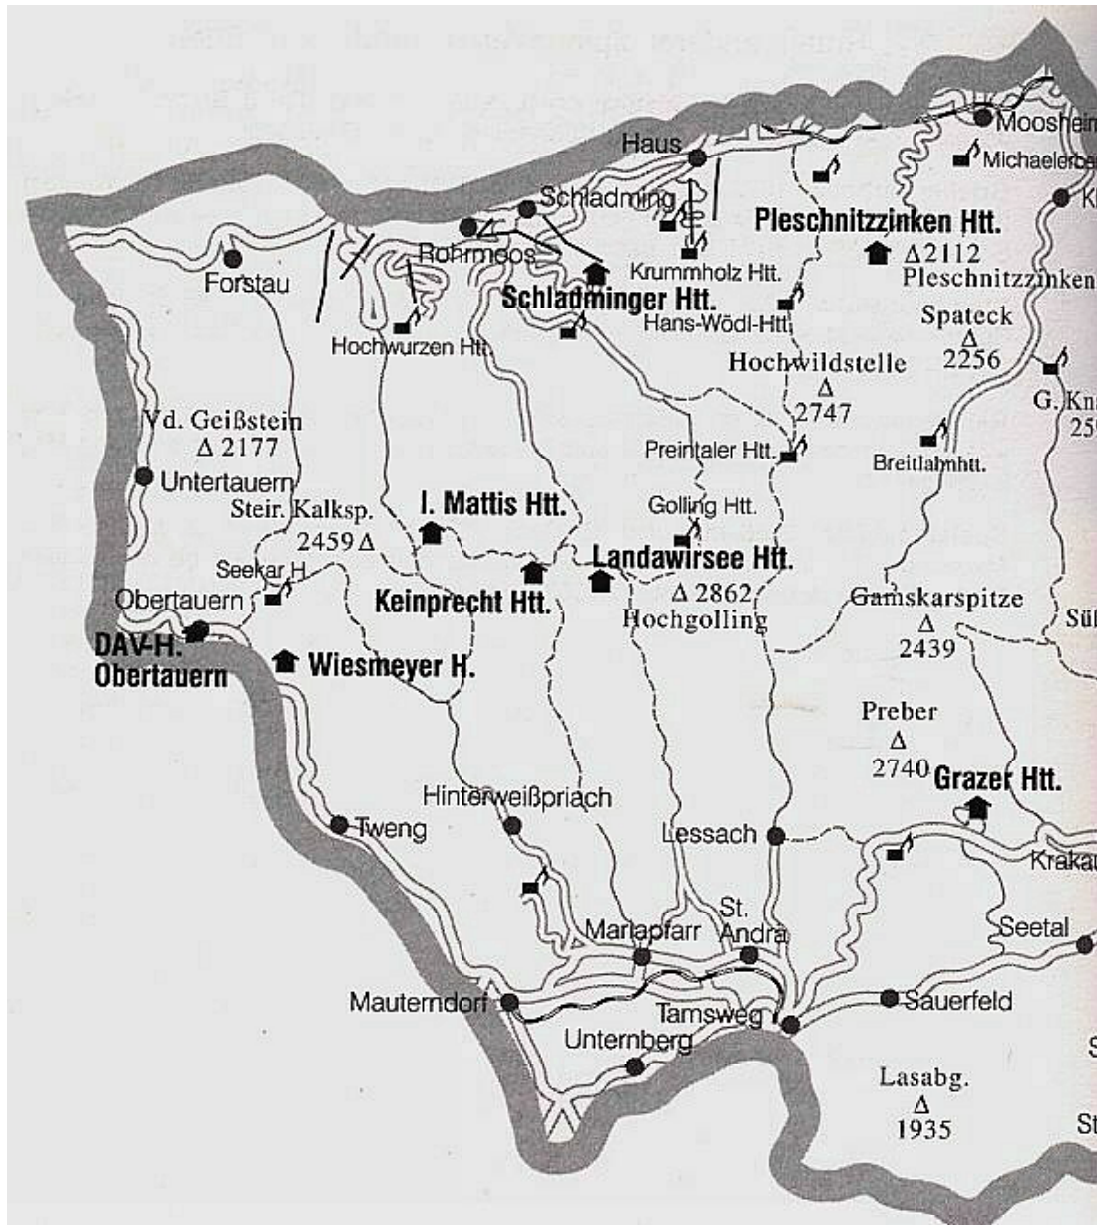 Moosheim
Haus
Schladming
Pleschnitzzinken Htt.
Δ2112
Pleschnitzzinken
Rohrmoos
Krummholz Htt.
Forstau
Schladminger Htt.
Hans-Wödl-Htt.
Spateck
Δ
2256
Hochwurzen Htt.
Hochwildstelle
Δ
2747
G.
Vd. Geißstein
Δ 2177
Preintaler Htt.
Breitlahnhtt.
Untertauern
I. Mattis Htt.
Golling Htt.
Steir. Kalksp.
2459 Δ
Landawirsee Htt.
Seekar H.
Obertauern
Keinprecht Htt.
Δ 2862
Hochgolling
Gamskarspitze
Δ
2439
DAV-H.
Obertauern
Wiesmeyer H.
Preber
Δ
2740
Grazer Htt.
Hinterweißpriach
Tweng
Lessach
St.
Andrä
Mariapfarr
Seetal
Mauterndorf
Tamsweg
Sauerfeld
Unternberg
Lasabg.
Δ
1935